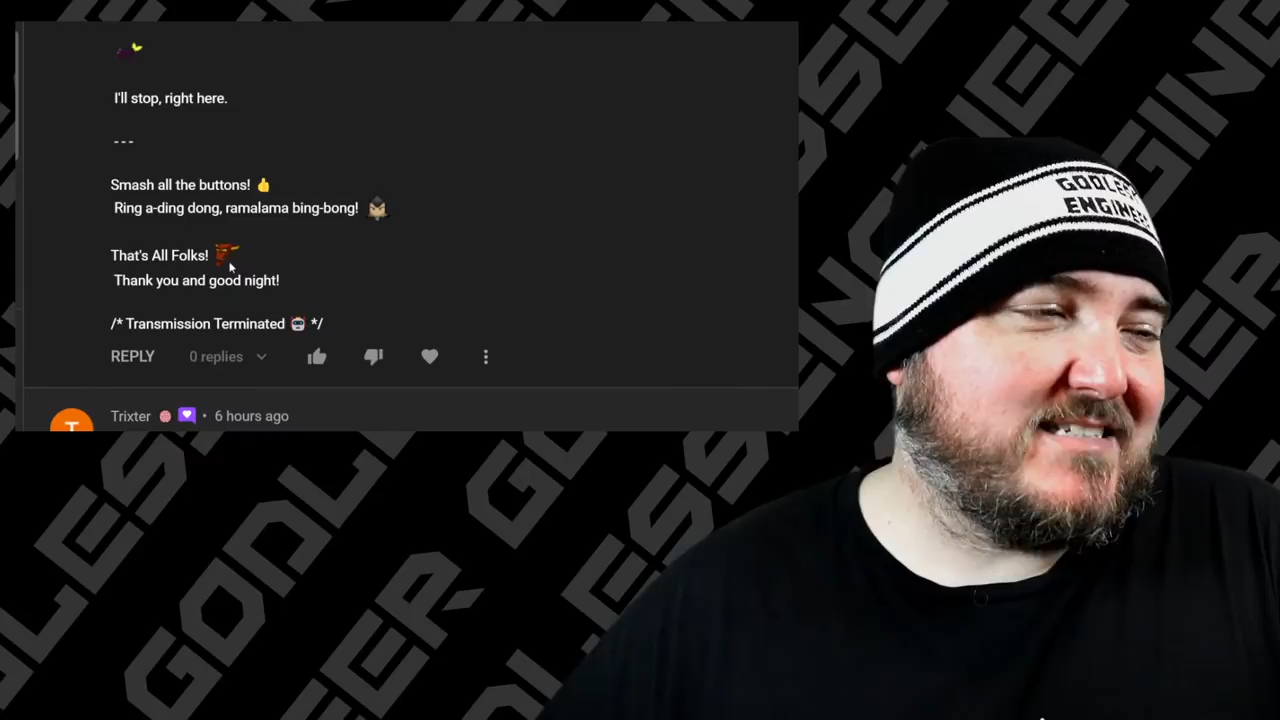 I'll stop, right here.
---
Smash all the buttons! 👍
Ring a-ding dong, ramalama bing-bong!
That's All Folks!
Thank you and good night!
/* Transmission Terminated 🤖 */
REPLY 0 replies
T Trixter • 6 hours ago
GODLESS
ENGINEER